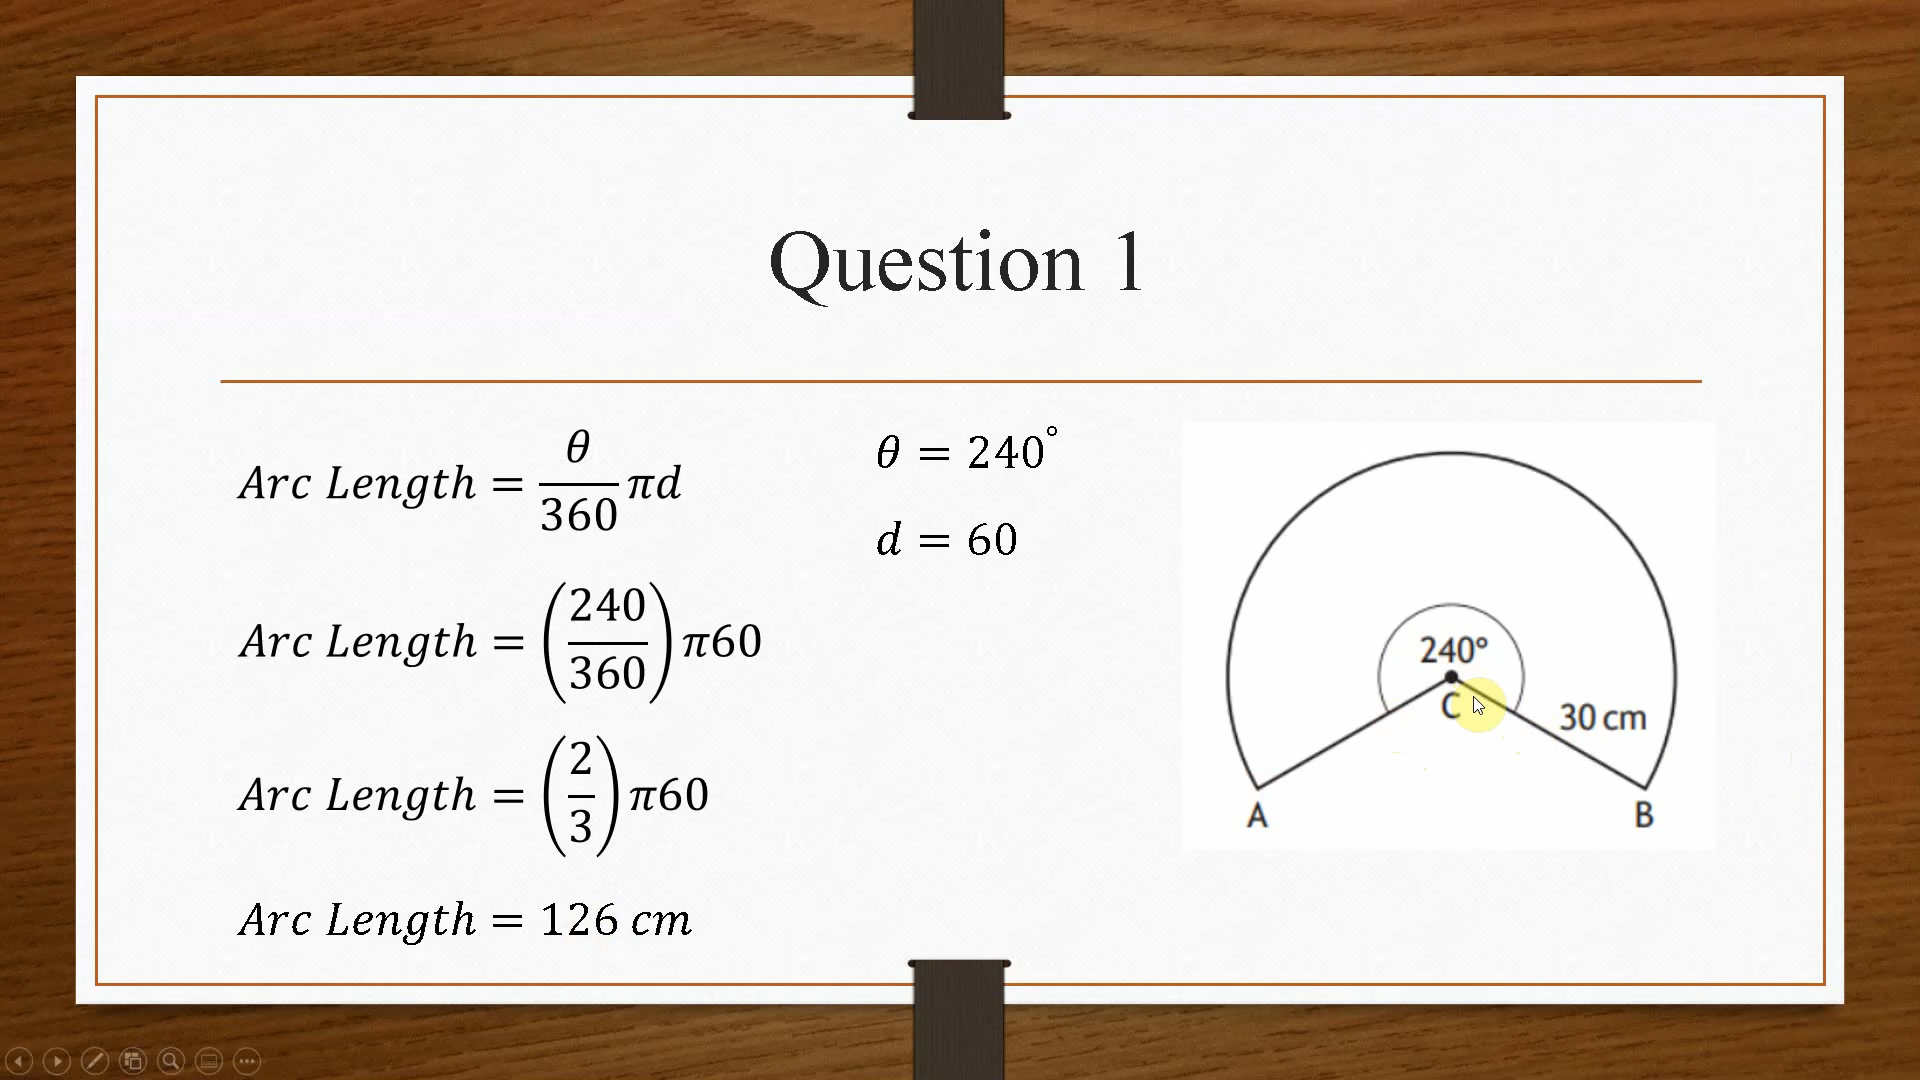 Question 1
Arc Length = θ/360 πd
θ = 240°
d = 60
Arc Length = (240/360) π60
Arc Length = (2/3) π60
Arc Length = 126 cm
240°
C
30 cm
A
B